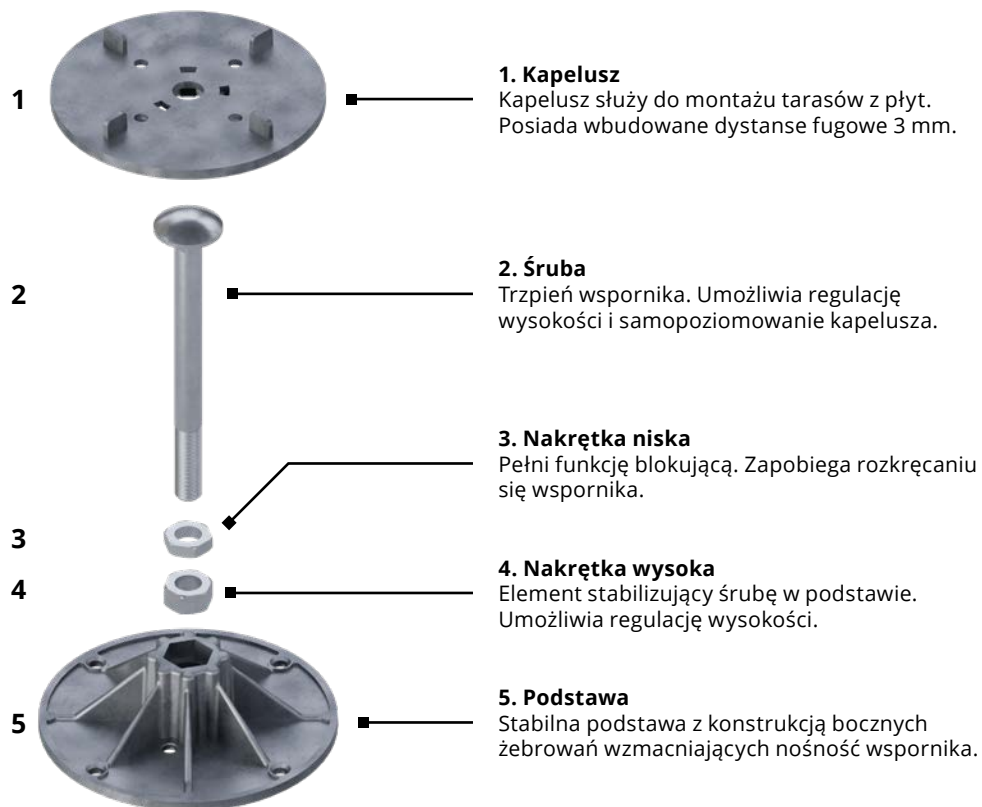 1
1. Kapelusz
Kapelusz służy do montażu tarasów z płyt.
Posiada wbudowane dystanse fugowe 3 mm.
2
2. Śruba
Trzpień wspornika. Umożliwia regulację
wysokości i samopoziomowanie kapelusza.
3. Nakrętka niska
Pełni funkcję blokującą. Zapobiega rozkręcaniu
się wspornika.
3
4
4. Nakrętka wysoka
Element stabilizujący śrubę w podstawie.
Umożliwia regulację wysokości.
5
5. Podstawa
Stabilna podstawa z konstrukcją bocznych
żebrowań wzmacniających nośność wspornika.